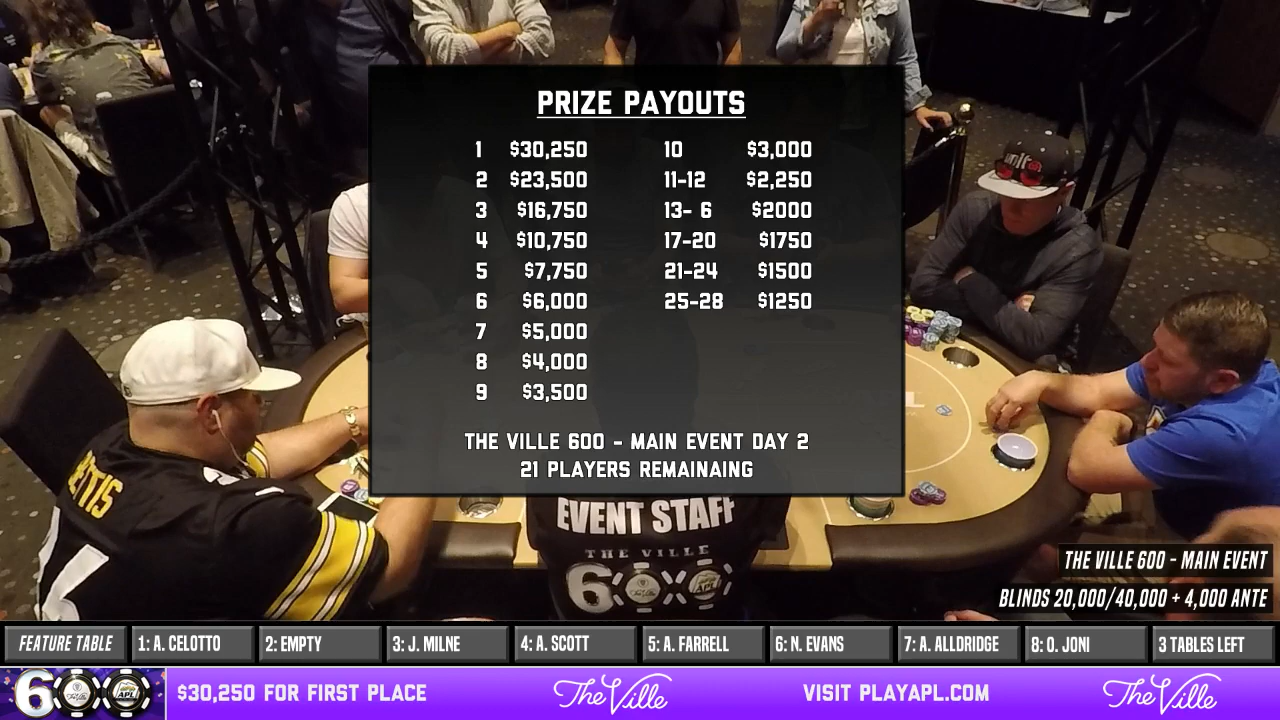 PRIZE PAYOUTS
1 $30,250
2 $23,500
3 $16,750
4 $10,750
5 $7,750
6 $6,000
7 $5,000
8 $4,000
9 $3,500
10 $3,000
11-12 $2,250
13- 6 $2000
17-20 $1750
21-24 $1500
25-28 $1250
THE VILLE 600 - MAIN EVENT DAY 2
21 PLAYERS REMAINAING
EVENT STAFF
THE VILLE
600
THE VILLE 600 - MAIN EVENT
BLINDS 20,000/40,000 + 4,000 ANTE
FEATURE TABLE
1: A. CELOTTO
2: EMPTY
3: J. MILNE
4: A. SCOTT
5: A. FARRELL
6: N. EVANS
7: A. ALLDRIDGE
8: O. JONI
3 TABLES LEFT
600 APL
$30,250 FOR FIRST PLACE
The Ville
VISIT PLAYAPL.COM
The Ville